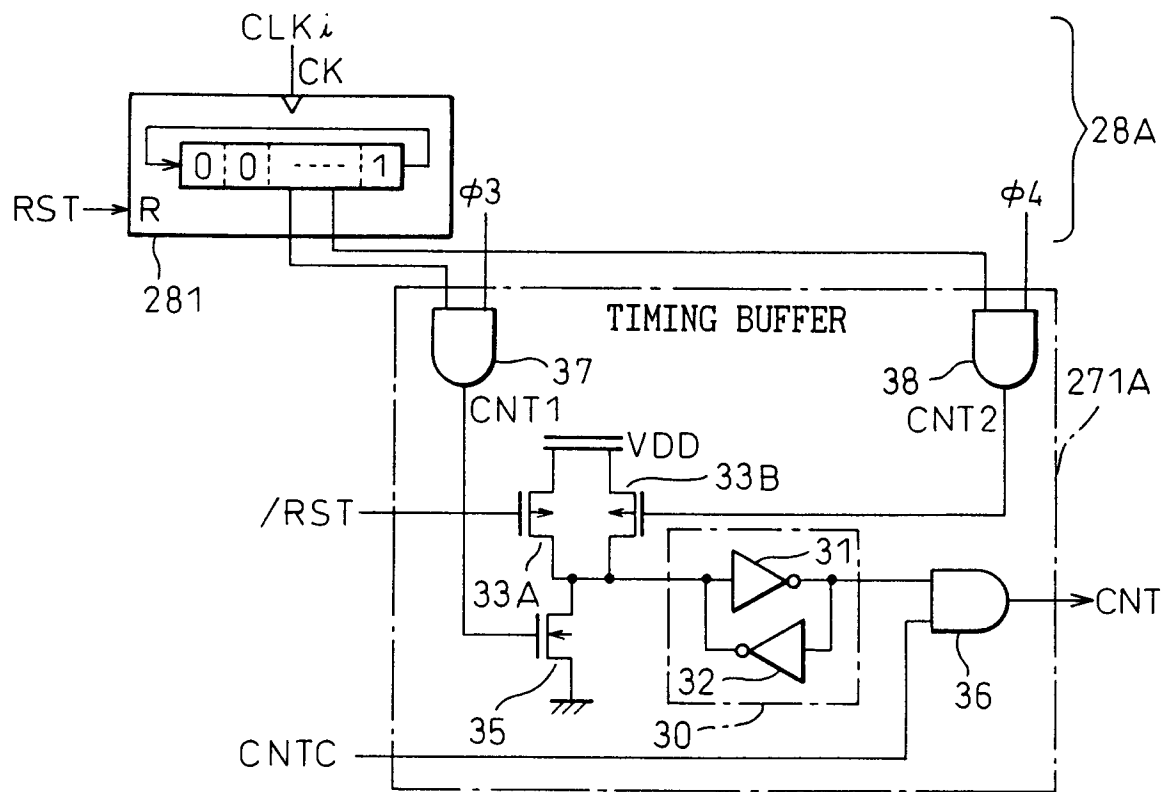 CLKi
CK
28A
0 0 ---- 1
RST
R
φ3
φ4
281
TIMING BUFFER
37
38
271A
CNT1
CNT2
VDD
33B
/RST
31
33A
CNT
32
36
35
30
CNTC